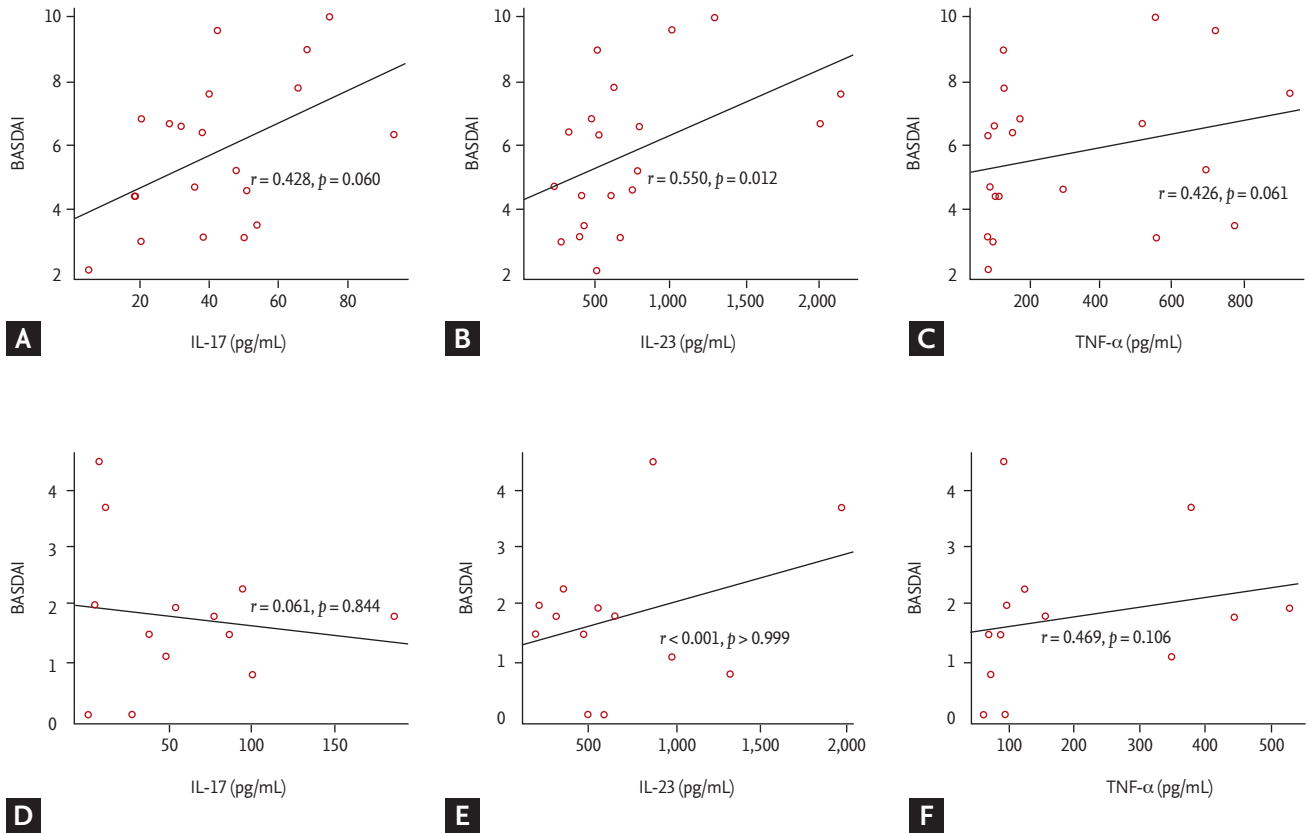 10
8
6
4
2
BASDAI
r = 0.428, p = 0.060
20 40 60 80
IL-17 (pg/mL)
A
10
8
6
4
2
BASDAI
r = 0.550, p = 0.012
500 1,000 1,500 2,000
IL-23 (pg/mL)
B
10
8
6
4
2
BASDAI
r = 0.426, p = 0.061
200 400 600 800
TNF-α (pg/mL)
C
4
3
2
1
0
BASDAI
r = 0.061, p = 0.844
50 100 150
IL-17 (pg/mL)
D
4
3
2
1
0
BASDAI
r < 0.001, p > 0.999
500 1,000 1,500 2,000
IL-23 (pg/mL)
E
4
3
2
1
0
BASDAI
r = 0.469, p = 0.106
100 200 300 400 500
TNF-α (pg/mL)
F